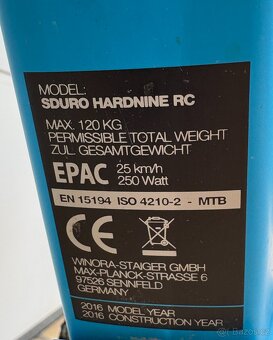 MODEL:
SDURO HARDNINE RC
MAX. 120 KG
PERMISSIBLE TOTAL WEIGHT
ZUL. GESAMTGEWICHT
EPAC 25 km/h
250 Watt
EN 15194 ISO 4210-2 - MTB
CE
WINORA-STAIGER GMBH
MAX-PLANCK-STRASSE 6
97526 SENNFELD
GERMANY
2016 MODEL YEAR
2016 CONSTRUCTION YEAR